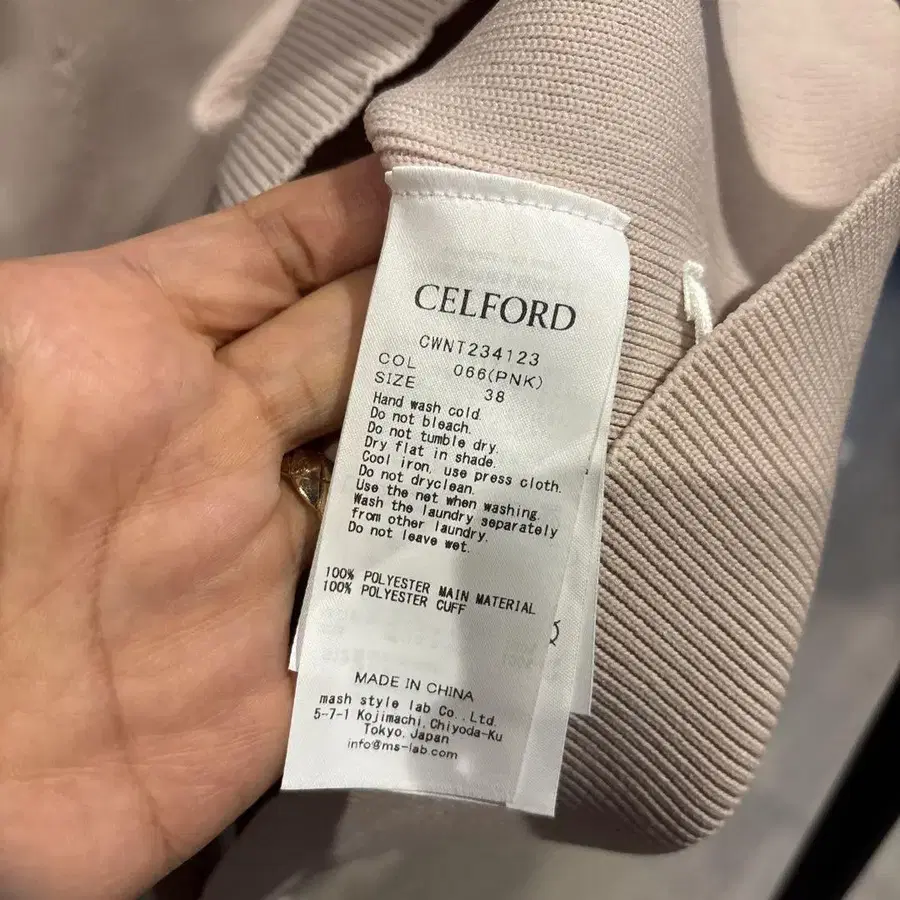 CELFORD
CWNT234123
COL 066(PNK)
SIZE 38
Hand wash cold.
Do not bleach.
Do not tumble dry.
Dry flat in shade.
Cool iron, use press cloth.
Do not dryclean.
Use the net when washing.
Wash the laundry separately
from other laundry.
Do not leave wet.
100% POLYESTER MAIN MATERIAL
100% POLYESTER CUFF
MADE IN CHINA
mash style lab Co.,Ltd.
5-7-1 Kojimachi,Chiyoda-Ku
Tokyo,Japan
info@ms-lab.com